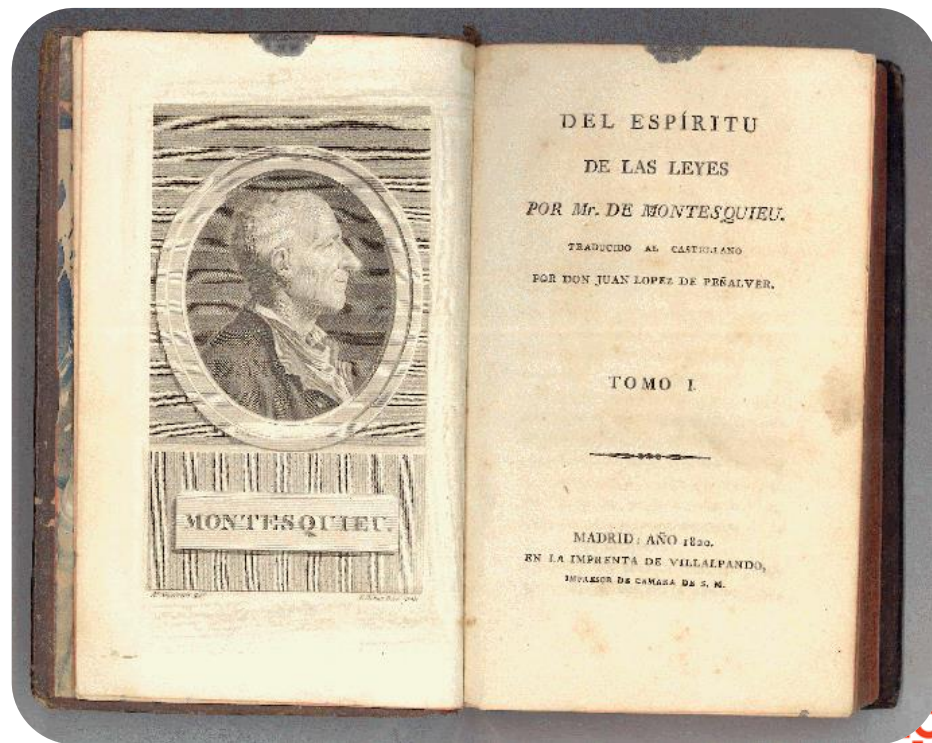 MONTESQUIEU.
DEL ESPÍRITU
DE LAS LEYES
POR Mr. DE MONTESQUIEU.
TRADUCIDO AL CASTELLANO
POR DON JUAN LOPEZ DE PEÑALVER.
TOMO I.
MADRID: AÑO 1820.
EN LA IMPRENTA DE VILLALPANDO,
IMPRESOR DE CAMARA DE S. M.